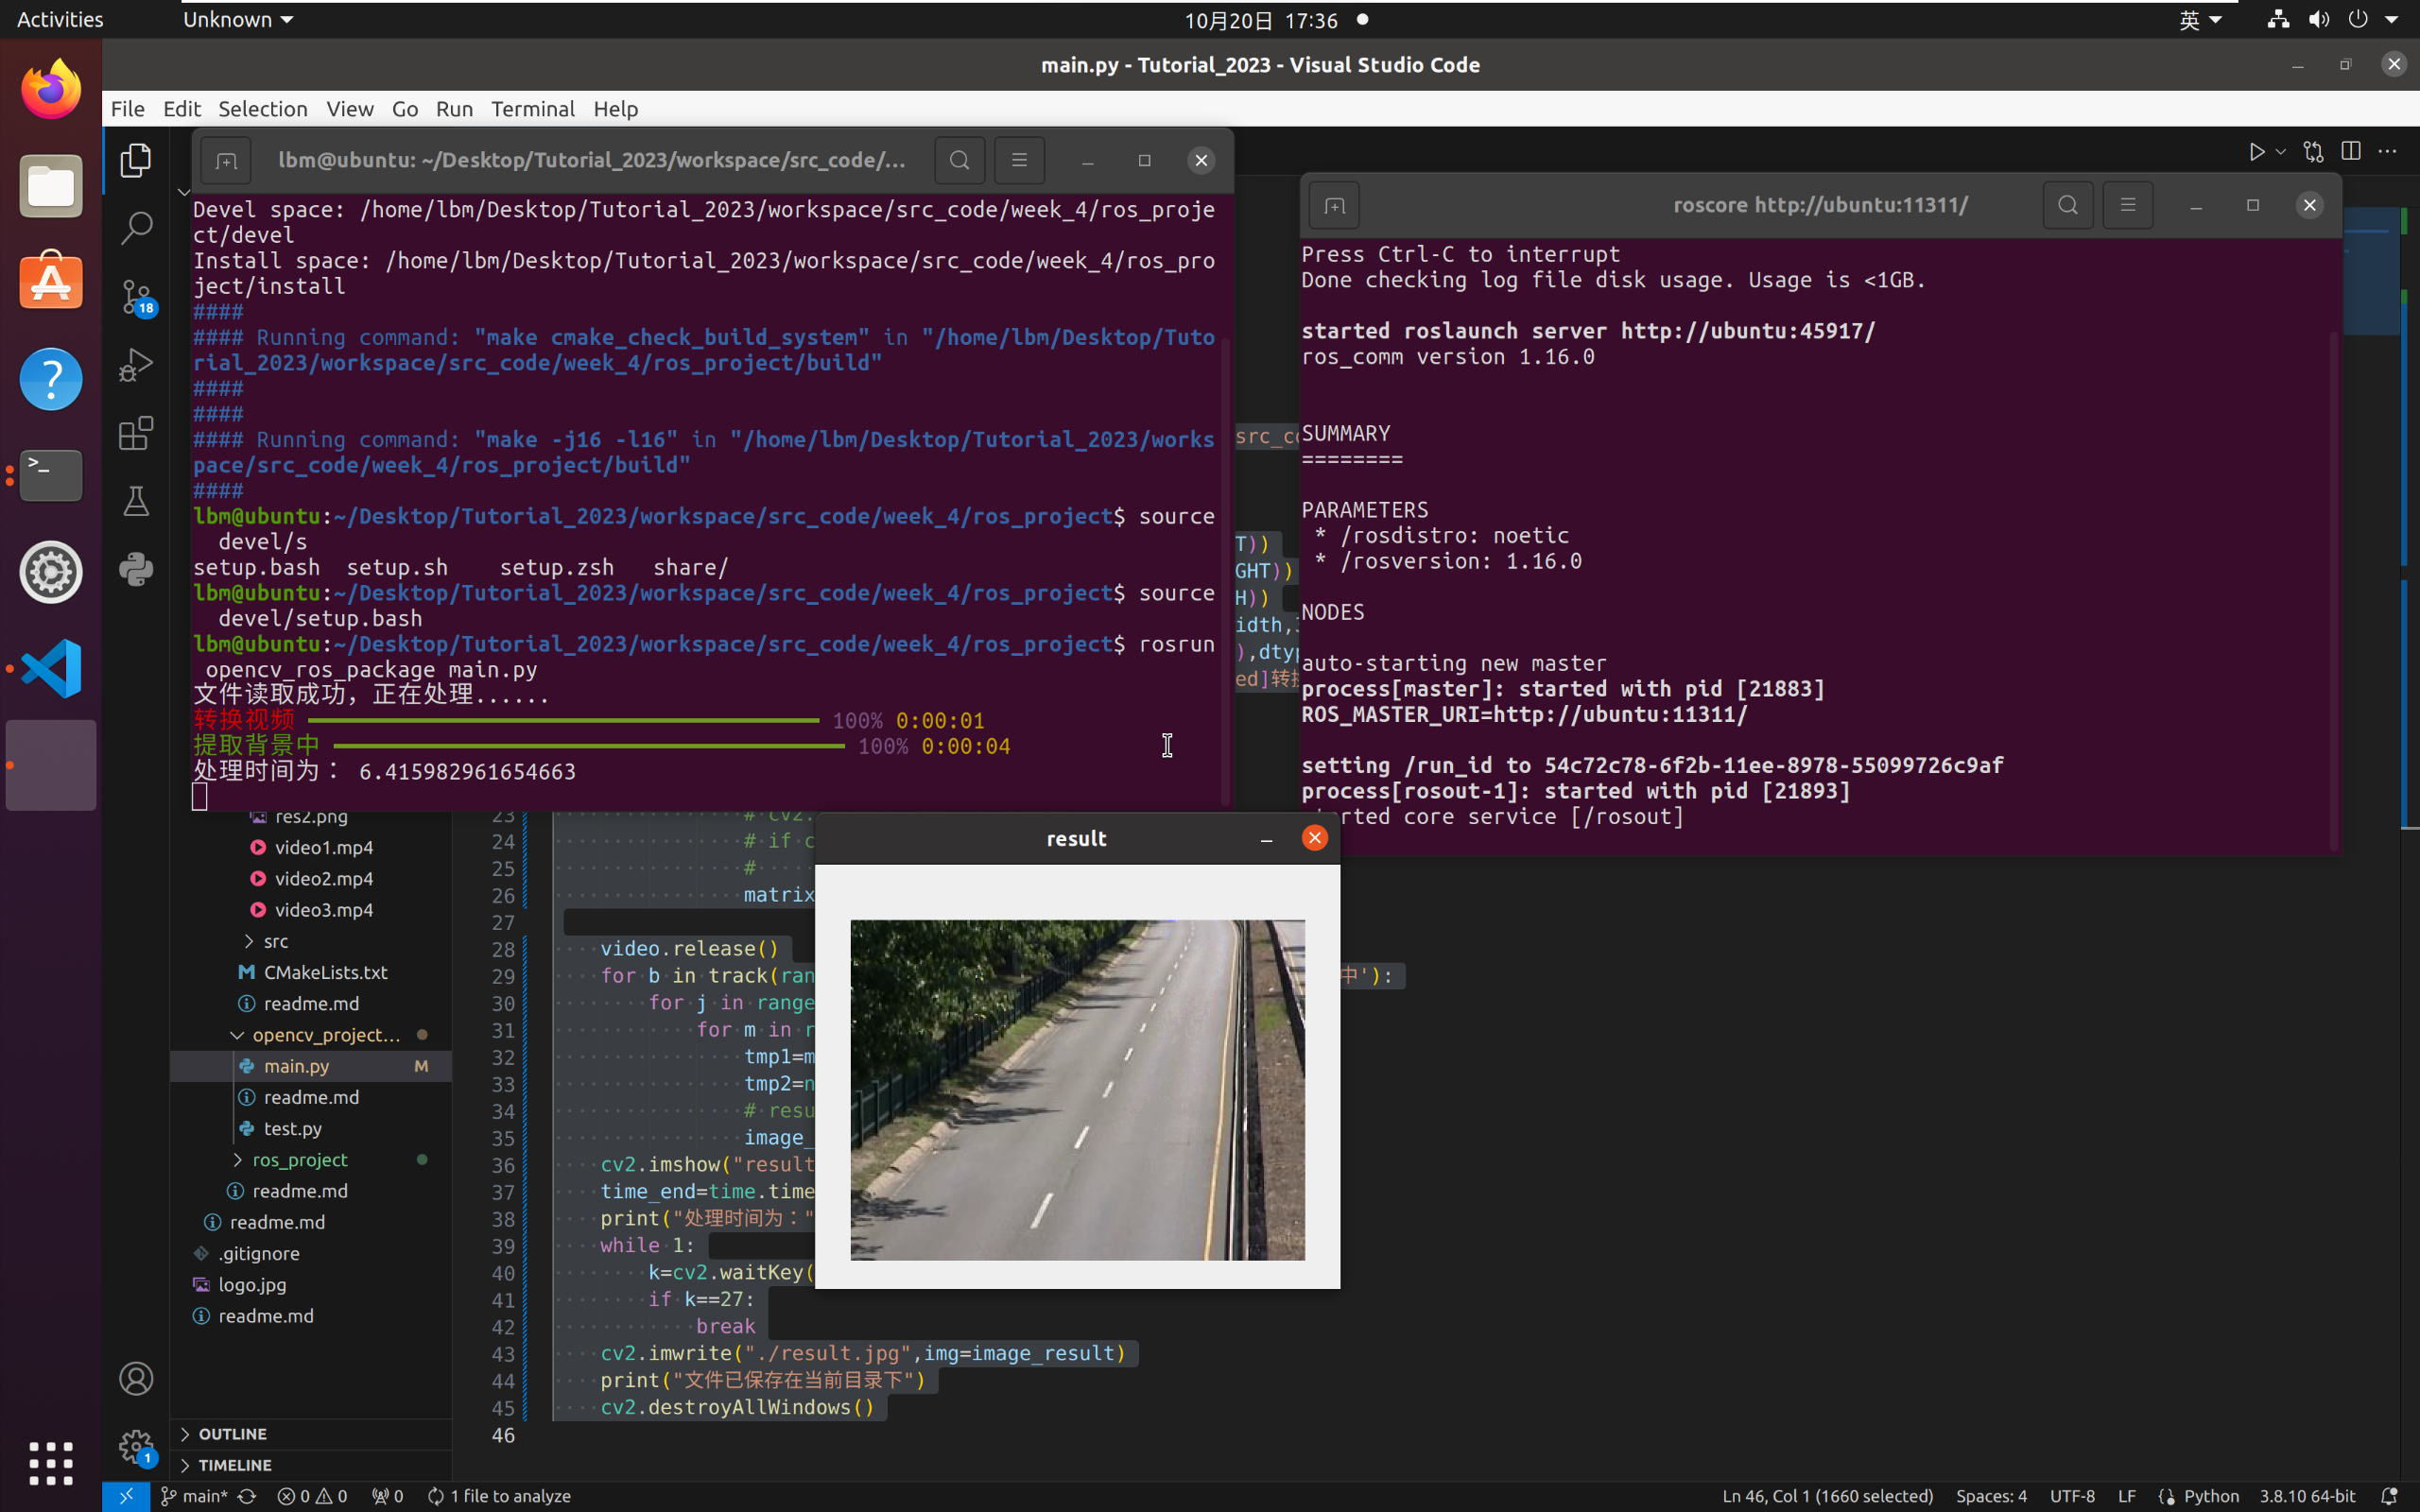 Activities
Unknown
10月20日 17:36
英
main.py - Tutorial_2023 - Visual Studio Code
File Edit Selection View Go Run Terminal Help
lbm@ubuntu: ~/Desktop/Tutorial_2023/workspace/src_code/...
Devel space: /home/lbm/Desktop/Tutorial_2023/workspace/src_code/week_4/ros_proje
ct/devel
Install space: /home/lbm/Desktop/Tutorial_2023/workspace/src_code/week_4/ros_pro
ject/install
####
#### Running command: "make cmake_check_build_system" in "/home/lbm/Desktop/Tuto
rial_2023/workspace/src_code/week_4/ros_project/build"
####
####
#### Running command: "make -j16 -l16" in "/home/lbm/Desktop/Tutorial_2023/works
pace/src_code/week_4/ros_project/build"
####
lbm@ubuntu:~/Desktop/Tutorial_2023/workspace/src_code/week_4/ros_project$ source
devel/s
setup.bash setup.sh setup.zsh share/
lbm@ubuntu:~/Desktop/Tutorial_2023/workspace/src_code/week_4/ros_project$ source
devel/setup.bash
lbm@ubuntu:~/Desktop/Tutorial_2023/workspace/src_code/week_4/ros_project$ rosrun
opencv_ros_package main.py
文件读取成功，正在处理......
转换视频 100% 0:00:01
提取背景中 100% 0:00:04
处理时间为： 6.415982961654663
src_co
T))
GHT))
H))
idth,3
),dtyp
ed]转换
roscore http://ubuntu:11311/
Press Ctrl-C to interrupt
Done checking log file disk usage. Usage is <1GB.
started roslaunch server http://ubuntu:45917/
ros_comm version 1.16.0
SUMMARY
========
PARAMETERS
* /rosdistro: noetic
* /rosversion: 1.16.0
NODES
auto-starting new master
process[master]: started with pid [21883]
ROS_MASTER_URI=http://ubuntu:11311/
setting /run_id to 54c72c78-6f2b-11ee-8978-55099726c9af
process[rosout-1]: started with pid [21893]
rted core service [/rosout]
18
res2.png
video1.mp4
video2.mp4
video3.mp4
src
CMakeLists.txt
readme.md
opencv_project...
main.py M
readme.md
test.py
ros_project
readme.md
readme.md
.gitignore
logo.jpg
readme.md
OUTLINE
TIMELINE
1
23 # cv2.
24 # if c
25 #
26 matrix
27
28 video.release()
29 for b in track(ran 中'):
30 for j in range
31 for m in r
32 tmp1=m
33 tmp2=n
34 # resu
35 image_
36 cv2.imshow("result
37 time_end=time.time
38 print("处理时间为："
39 while 1:
40 k=cv2.waitKey(
41 if k==27:
42 break
43 cv2.imwrite("./result.jpg",img=image_result)
44 print("文件已保存在当前目录下")
45 cv2.destroyAllWindows()
46
result
main* 0 0 0 1 file to analyze
Ln 46, Col 1 (1660 selected) Spaces: 4 UTF-8 LF Python 3.8.10 64-bit